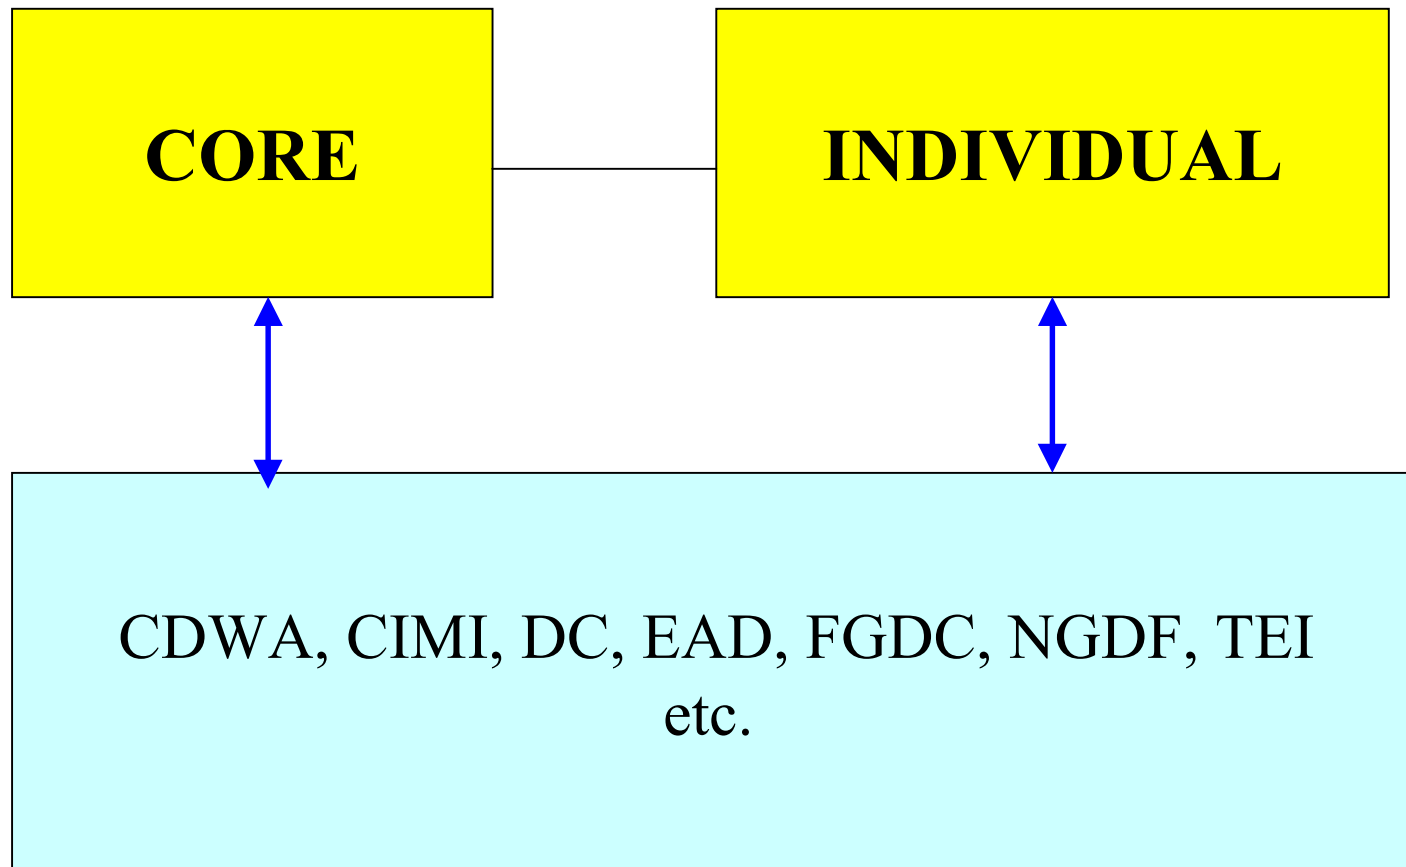 CORE
INDIVIDUAL
CDWA, CIMI, DC, EAD, FGDC, NGDF, TEI
etc.